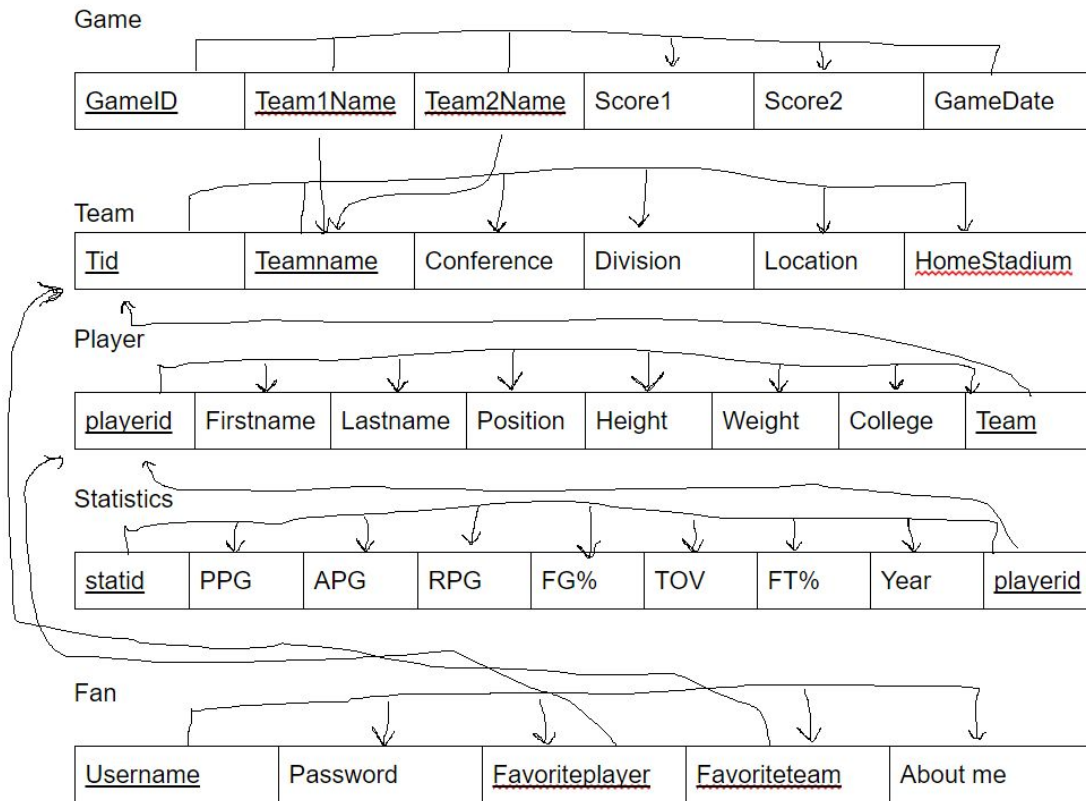 Game
GameID Team1Name Team2Name Score1 Score2 GameDate
Team
Tid Teamname Conference Division Location HomeStadium
Player
playerid Firstname Lastname Position Height Weight College Team
Statistics
statid PPG APG RPG FG% TOV FT% Year playerid
Fan
Username Password Favoriteplayer Favoriteteam About me